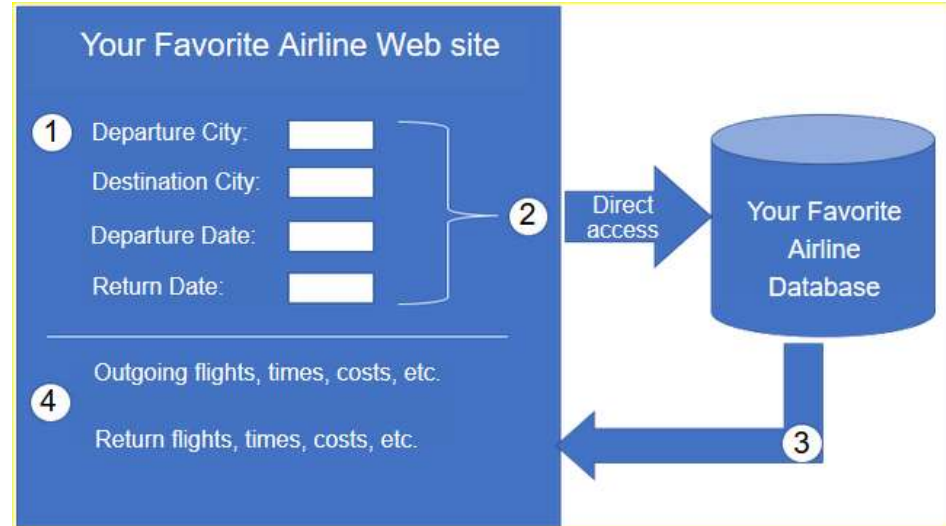 Your Favorite Airline Web site
1
Departure City:
Destination City:
Departure Date:
Return Date:
2
Direct
access
Your Favorite
Airline
Database
3
4
Outgoing flights, times, costs, etc.
Return flights, times, costs, etc.